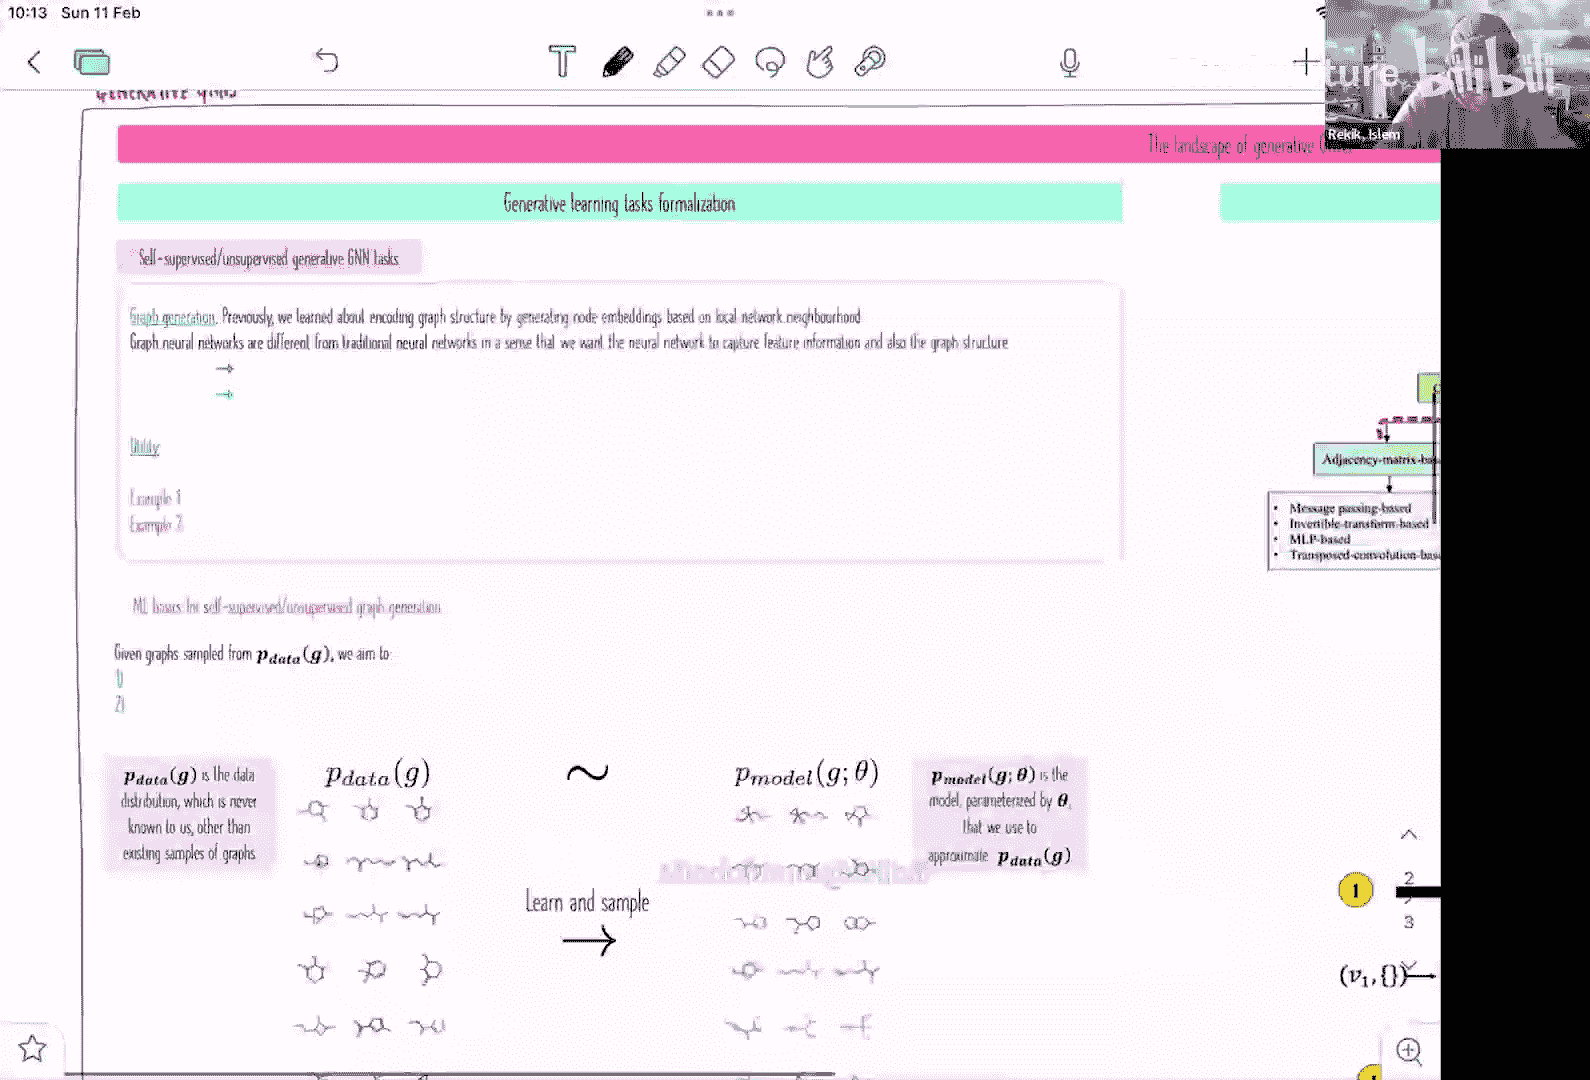 10:13 Sun 11 Feb
ture
bilibili
Rekik, Islem
The landscape of generative
Generative learning tasks formalization
Self-supervised/unsupervised generative GNN tasks
Graph generation. Previously, we learned about encoding graph structure by generating node embeddings based on local network neighbourhood
Graph neural networks are different from traditional neural networks in a sense that we want the neural network to capture feature information and also the graph structure
→
→
Utility
Example 1
Example 2
Adjacency-matrix-ba
• Message passing-based
• Invertible-transform-based
• MLP-based
• Transposed-convolution-bas
ML basics for self-supervised/unsupervised graph generation
Given graphs sampled from p_data(g), we aim to:
1)
2)
p_data(g) is the data
distribution, which is never
known to us, other than
existing samples of graphs
p_data(g)
~
p_model(g; θ)
p_model(g; θ) is the
model, parameterized by θ,
that we use to
approximate p_data(g)
Learn and sample
→
1
2
3
(v₁,{})